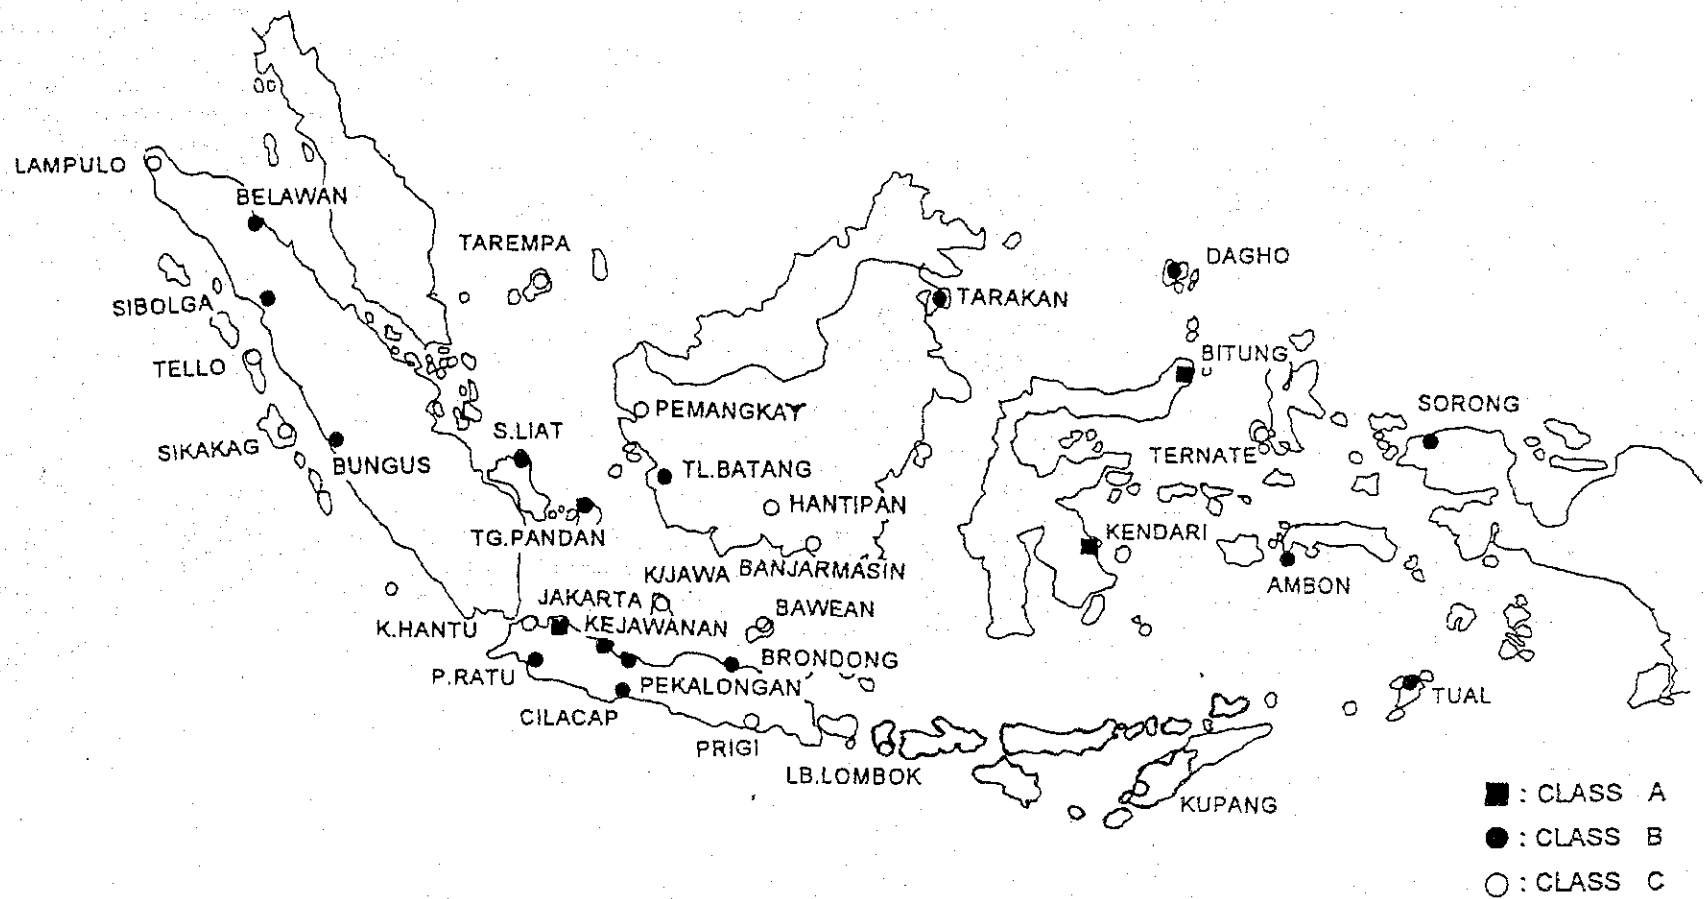 LAMPULO
BELAWAN
TAREMPA
DAGHO
SIBOLGA
TARAKAN
TELLO
BITUNG
PEMANGKAY
SORONG
SIKAKAG
BUNGUS
S.LIAT
TL.BATANG
TERNATE
HANTIPAN
TG.PANDAN
KENDARI
K/JAWA
BANJARMASIN
AMBON
JAKARTA
BAWEAN
K.HANTU
KEJAWANAN
BRONDONG
P.RATU
PEKALONGAN
TUAL
CILACAP
PRIGI
LB.LOMBOK
KUPANG
: CLASS A
: CLASS B
: CLASS C